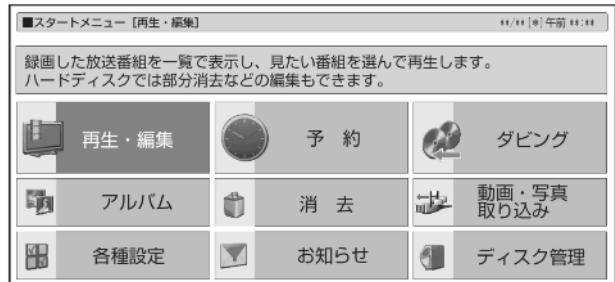 ■スタートメニュー [再生・編集]
**/**[*]午前**:**
録画した放送番組を一覧で表示し、見たい番組を選んで再生します。
ハードディスクでは部分消去などの編集もできます。
再生・編集
予 約
ダビング
アルバム
消 去
動画・写真
取り込み
各種設定
お知らせ
ディスク管理